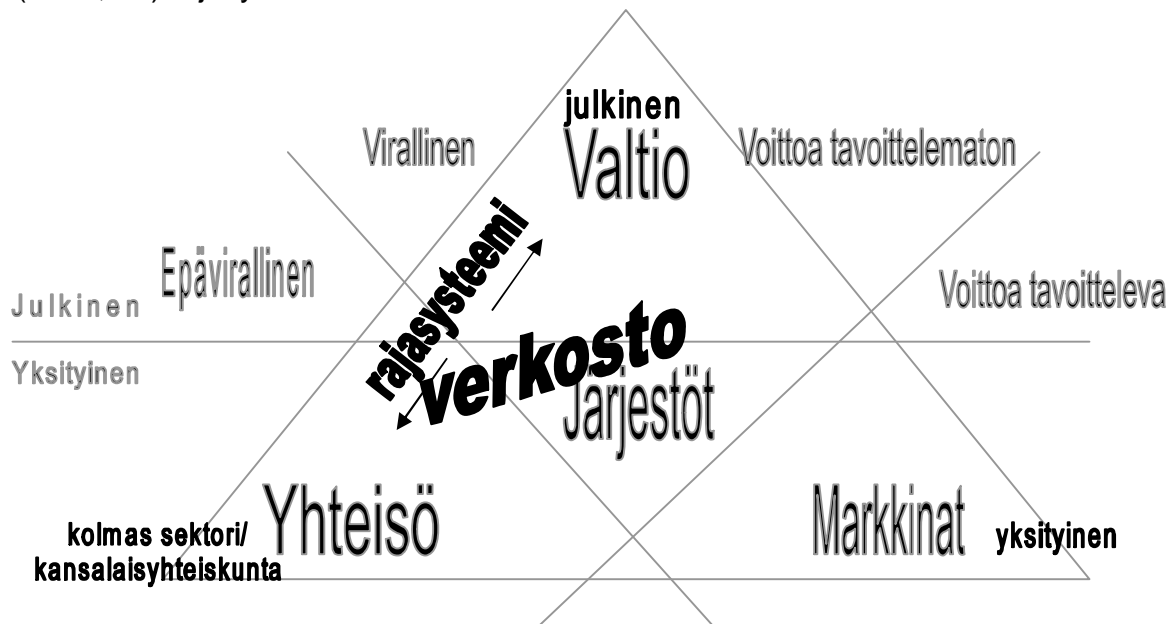 julkinen
Virallinen
Valtio
Voittoa tavoittelematon
rajasysteemi
Epävirallinen
Voittoa tavoitteleva
Julkinen
verkosto
Yksityinen
Järjestöt
Yhteisö
Markkinat
kolmas sektori/
kansalaisyhteiskunta
yksityinen